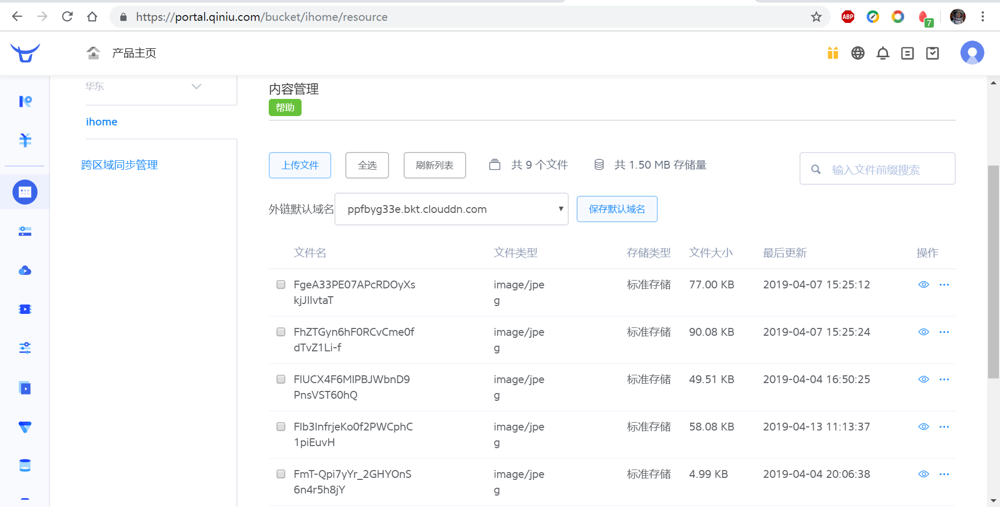 https://portal.qiniu.com/bucket/ihome/resource
ABP
7
产品主页
华东
ihome
跨区域同步管理
内容管理
帮助
上传文件 全选 刷新列表 共 9 个文件 共 1.50 MB 存储量 输入文件前缀搜索
外链默认域名 ppfbyg33e.bkt.clouddn.com 保存默认域名
文件名 文件类型 存储类型 文件大小 最后更新 操作
FgeA33PE07APcRDOyXs image/jpe 标准存储 77.00 KB 2019-04-07 15:25:12
kjJIlvtaT g
FhZTGyn6hF0RCvCme0f image/jpe 标准存储 90.08 KB 2019-04-07 15:25:24
dTvZ1Li-f g
FlUCX4F6MlPBJWbnD9 image/jpe 标准存储 49.51 KB 2019-04-04 16:50:25
PnsVST60hQ g
Flb3InfrjeKo0f2PWCphC image/jpe 标准存储 58.08 KB 2019-04-13 11:13:37
1piEuvH g
FmT-Qpi7yYr_2GHYOnS image/jpe 标准存储 4.99 KB 2019-04-04 20:06:38
6n4r5h8jY g